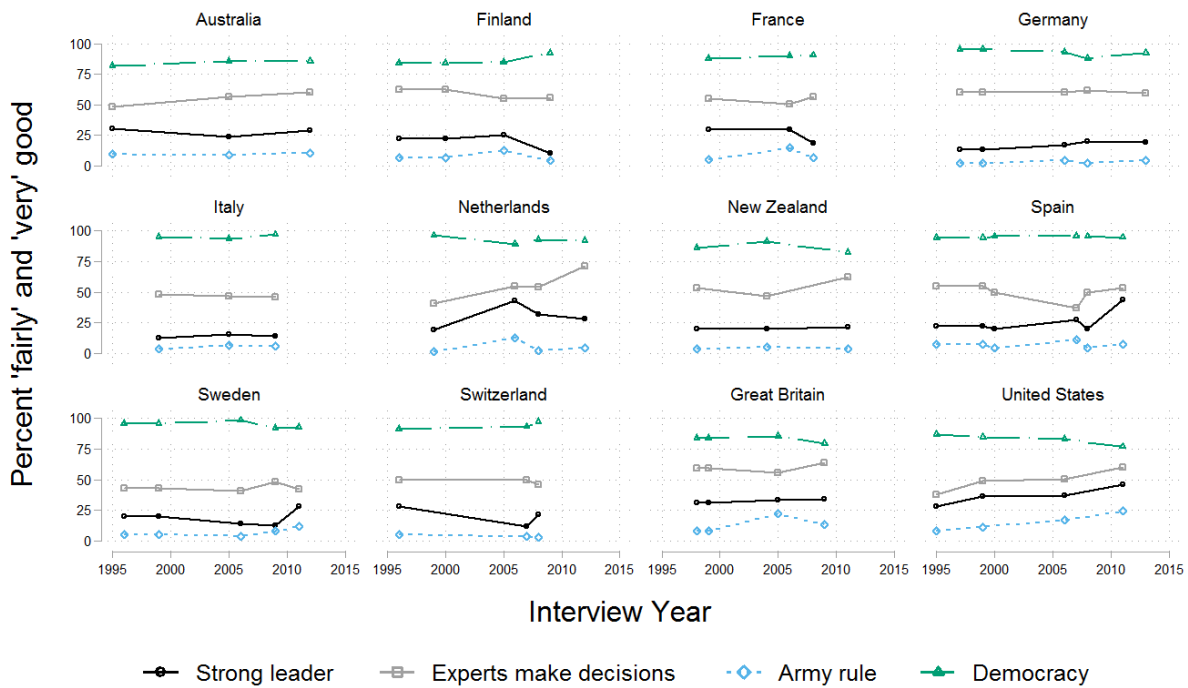 Australia Finland France Germany
100
75
50
25
0
Italy Netherlands New Zealand Spain
100
75
50
25
0
Sweden Switzerland Great Britain United States
100
75
50
25
0
1995 2000 2005 2010 2015 1995 2000 2005 2010 2015 1995 2000 2005 2010 2015 1995 2000 2005 2010 2015
Percent 'fairly' and 'very' good
Interview Year
Strong leader Experts make decisions Army rule Democracy